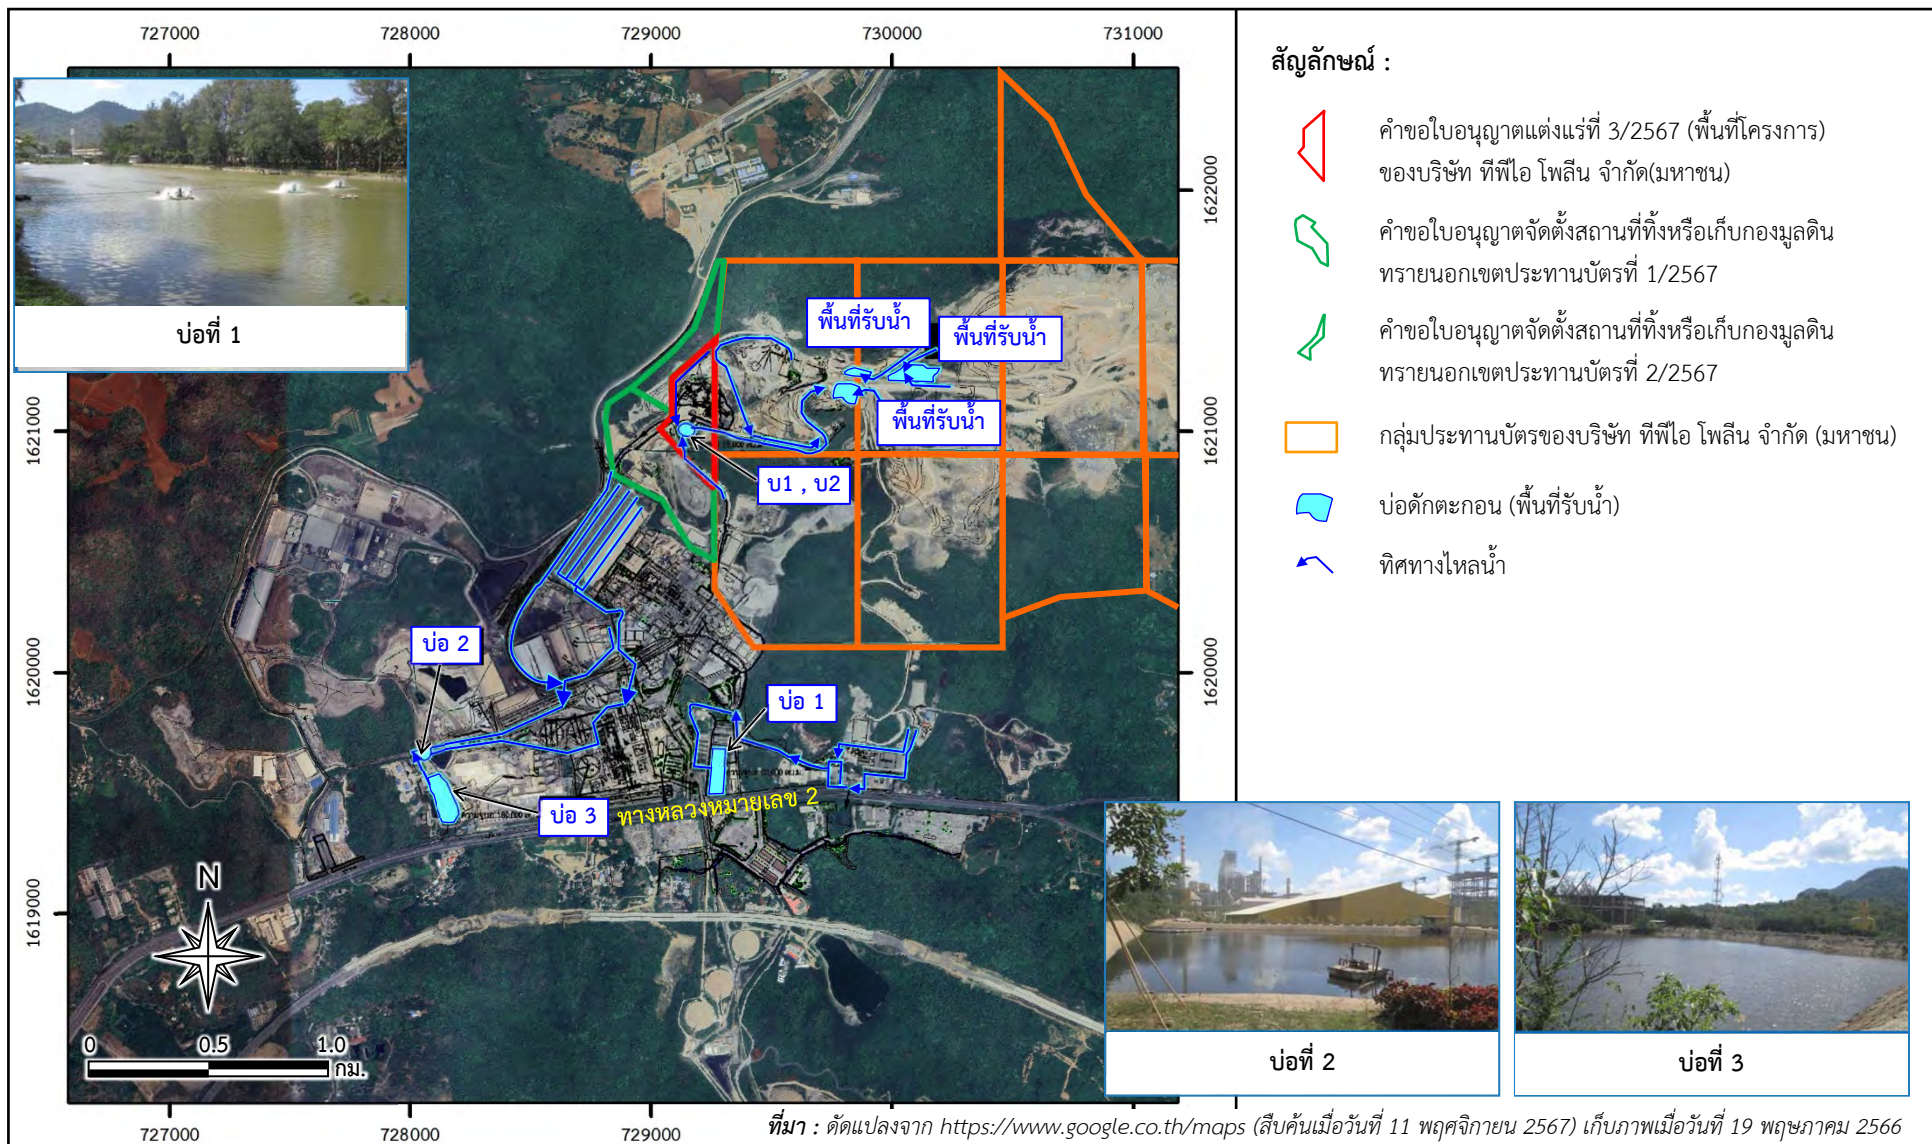 727000 728000 729000 730000 731000
1622000
1621000
1620000
1619000
1622000
1621000
1620000
บ่อที่ 1
พื้นที่รับน้ำ
พื้นที่รับน้ำ
พื้นที่รับน้ำ
บ1 , บ2
บ่อ 2
บ่อ 1
บ่อ 3
ทางหลวงหมายเลข 2
N
0 0.5 1.0
กม.
727000 728000 729000
สัญลักษณ์ :
คำขอใบอนุญาตแต่งแร่ที่ 3/2567 (พื้นที่โครงการ)
ของบริษัท ทีพีไอ โพลีน จำกัด(มหาชน)
คำขอใบอนุญาตจัดตั้งสถานที่ทิ้งหรือเก็บกองมูลดิน
ทรายนอกเขตประทานบัตรที่ 1/2567
คำขอใบอนุญาตจัดตั้งสถานที่ทิ้งหรือเก็บกองมูลดิน
ทรายนอกเขตประทานบัตรที่ 2/2567
กลุ่มประทานบัตรของบริษัท ทีพีไอ โพลีน จำกัด (มหาชน)
บ่อดักตะกอน (พื้นที่รับน้ำ)
ทิศทางไหลน้ำ
บ่อที่ 2
บ่อที่ 3
ที่มา : ดัดแปลงจาก https://www.google.co.th/maps (สืบค้นเมื่อวันที่ 11 พฤศจิกายน 2567) เก็บภาพเมื่อวันที่ 19 พฤษภาคม 2566